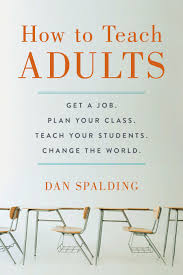 How to Teach
ADULTS
GET A JOB.
PLAN YOUR CLASS.
TEACH YOUR STUDENTS.
CHANGE THE WORLD.
DAN SPALDING